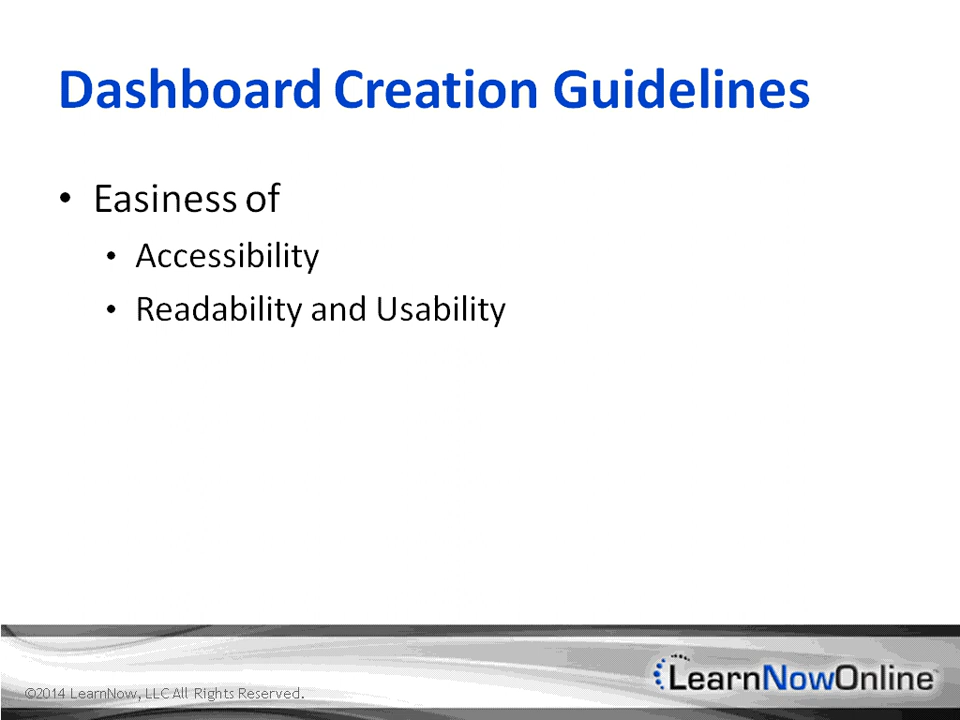 Dashboard Creation Guidelines
• Easiness of
• Accessibility
• Readability and Usability
©2014 LearnNow, LLC All Rights Reserved.
LearnNowOnline